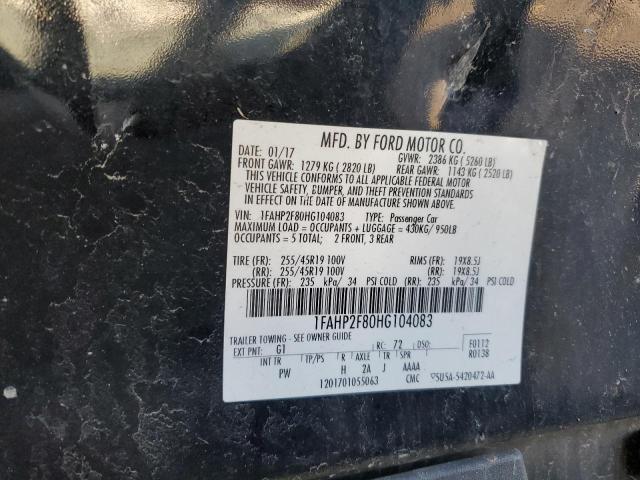 MFD. BY FORD MOTOR CO.
DATE: 01/17 GVWR: 2386 KG ( 5260 LB)
FRONT GAWR: 1279 KG ( 2820 LB) REAR GAWR: 1143 KG ( 2520 LB)
THIS VEHICLE CONFORMS TO ALL APPLICABLE FEDERAL MOTOR
VEHICLE SAFETY, BUMPER, AND THEFT PREVENTION STANDARDS
IN EFFECT ON THE DATE OF MANUFACTURE SHOWN ABOVE.
VIN: 1FAHP2F80HG104083 TYPE: Passenger Car
MAXIMUM LOAD = OCCUPANTS + LUGGAGE = 430KG/ 950LB
OCCUPANTS = 5 TOTAL: 2 FRONT, 3 REAR
TIRE (FR): 255/45R19 100V RIMS (FR): 19X8.5J
(RR): 255/45R19 100V (RR): 19X8.5J
PRESSURE (FR): 235 kPa/ 34 PSI COLD (RR): 235 kPa/ 34 PSI COLD
1FAHP2F80HG104083
TRAILER TOWING - SEE OWNER GUIDE
EXT PNT: G1 RC: 72 DSO: F0112
R0138
INT TR TP/PS R AXLE TR SPR
PW H 2A J AAAA
1201701055063 CMC 5U5A-5420472-AA